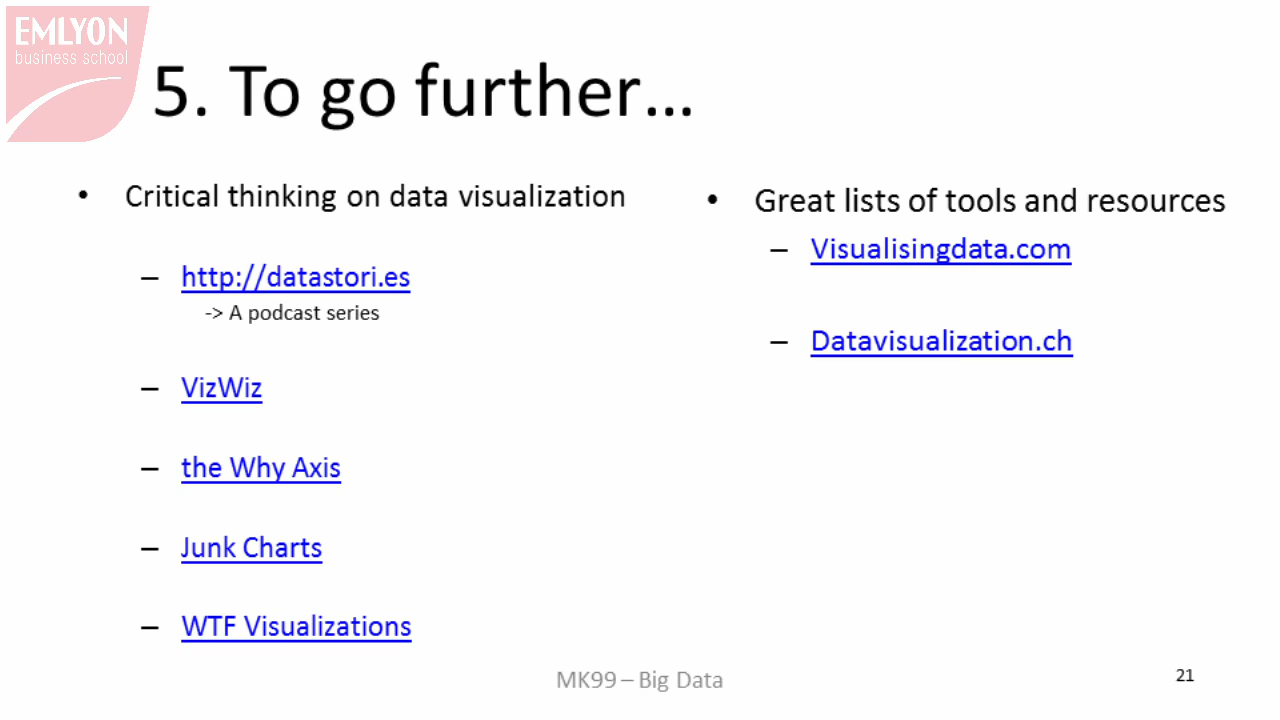 EMLYON
business school
5. To go further…
• Critical thinking on data visualization
– http://datastori.es
-> A podcast series
– VizWiz
– the Why Axis
– Junk Charts
– WTF Visualizations
• Great lists of tools and resources
– Visualisingdata.com
– Datavisualization.ch
MK99 – Big Data
21